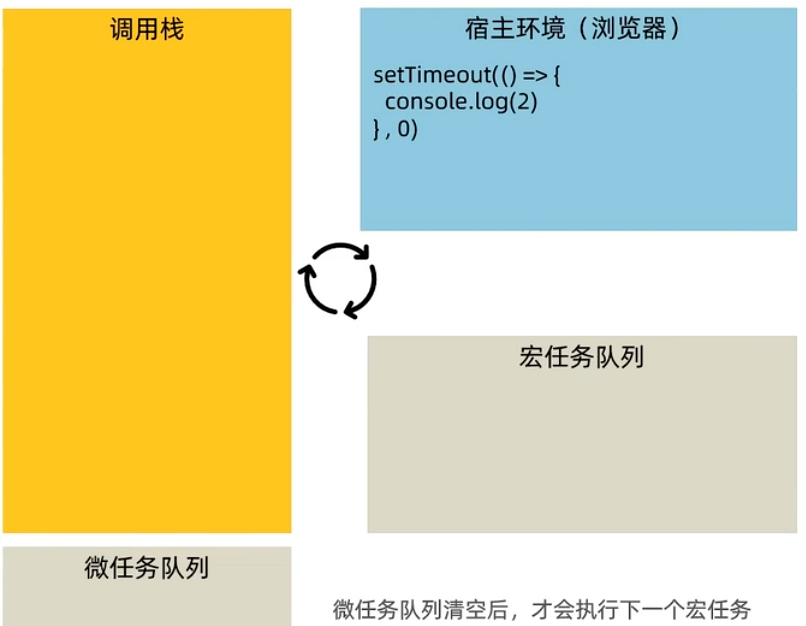 调用栈
宿主环境（浏览器）
setTimeout(() => {
  console.log(2)
} , 0)
宏任务队列
微任务队列
微任务队列清空后，才会执行下一个宏任务